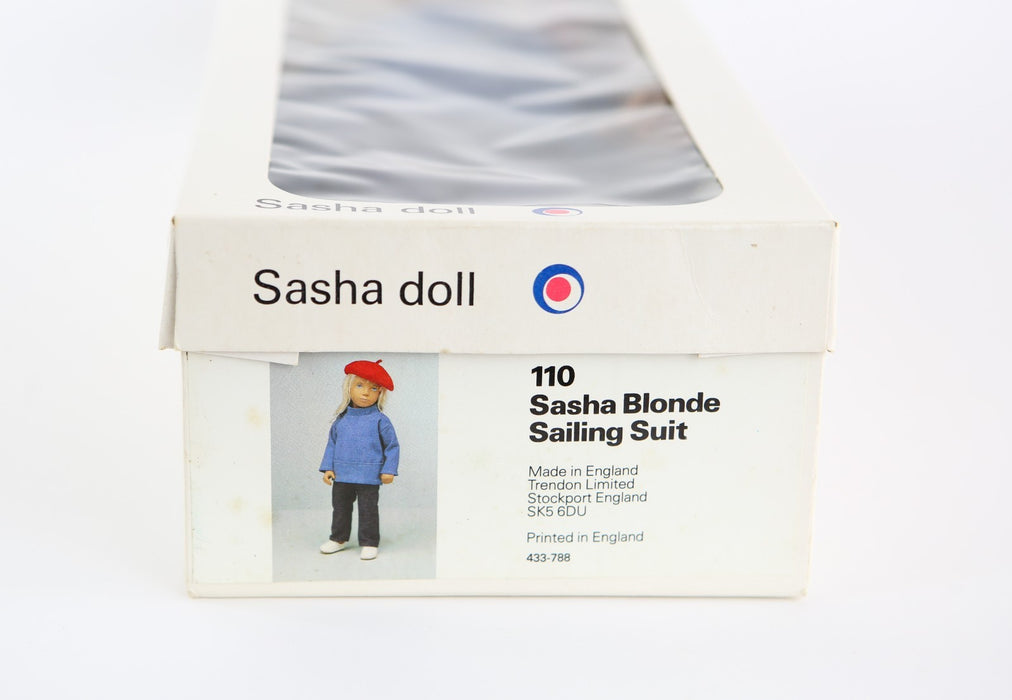 Sasha doll
Sasha doll
110
Sasha Blonde
Sailing Suit
Made in England
Trendon Limited
Stockport England
SK5 6DU
Printed in England
433-788